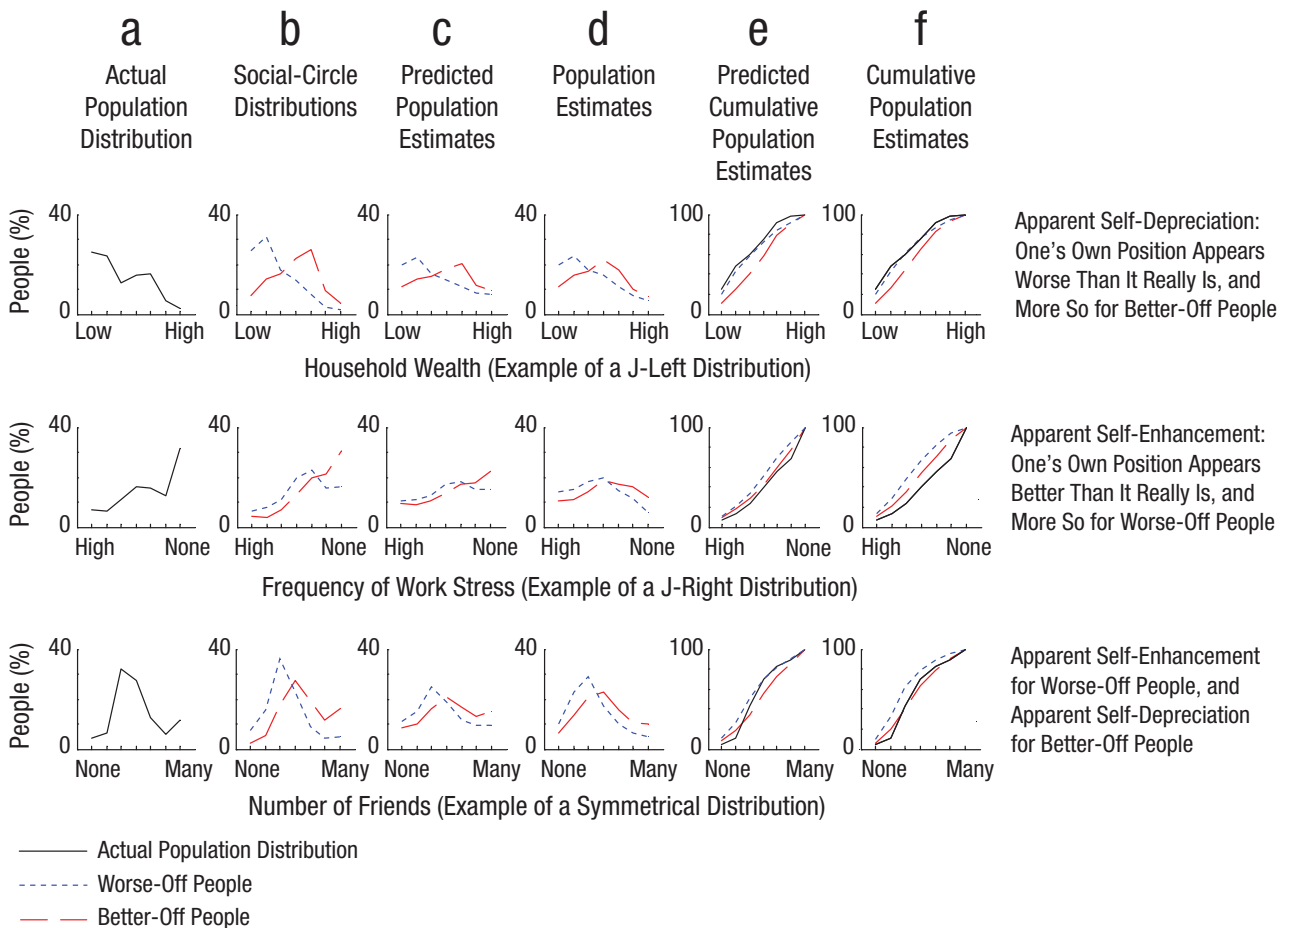 a b c d e f
Actual Social-Circle Predicted Population Predicted Cumulative
Population Distributions Population Estimates Cumulative Population
Distribution Estimates Population Estimates
Estimates
People (%)
40 40 40 40 100 100
0 0 0 0 0 0
Low High Low High Low High Low High Low High Low High
Household Wealth (Example of a J-Left Distribution)
Apparent Self-Depreciation:
One's Own Position Appears
Worse Than It Really Is, and
More So for Better-Off People
People (%)
40 40 40 40 100 100
0 0 0 0 0 0
High None High None High None High None High None High None
Frequency of Work Stress (Example of a J-Right Distribution)
Apparent Self-Enhancement:
One's Own Position Appears
Better Than It Really Is, and
More So for Worse-Off People
People (%)
40 40 40 40 100 100
0 0 0 0 0 0
None Many None Many None Many None Many None Many None Many
Number of Friends (Example of a Symmetrical Distribution)
Apparent Self-Enhancement
for Worse-Off People, and
Apparent Self-Depreciation
for Better-Off People
Actual Population Distribution
Worse-Off People
Better-Off People